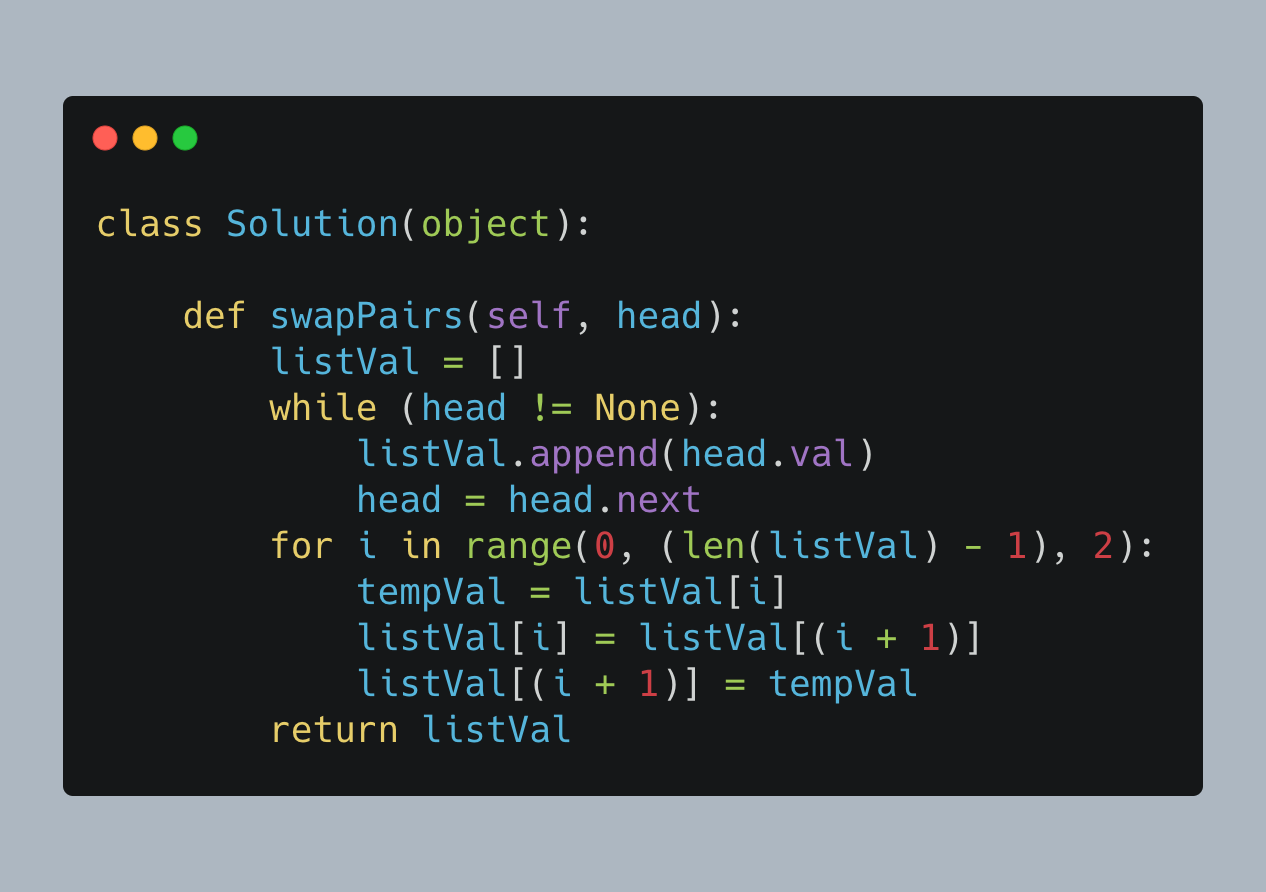 class Solution(object):
    def swapPairs(self, head):
        listVal = []
        while (head != None):
            listVal.append(head.val)
            head = head.next
        for i in range(0, (len(listVal) - 1), 2):
            tempVal = listVal[i]
            listVal[i] = listVal[(i + 1)]
            listVal[(i + 1)] = tempVal
        return listVal